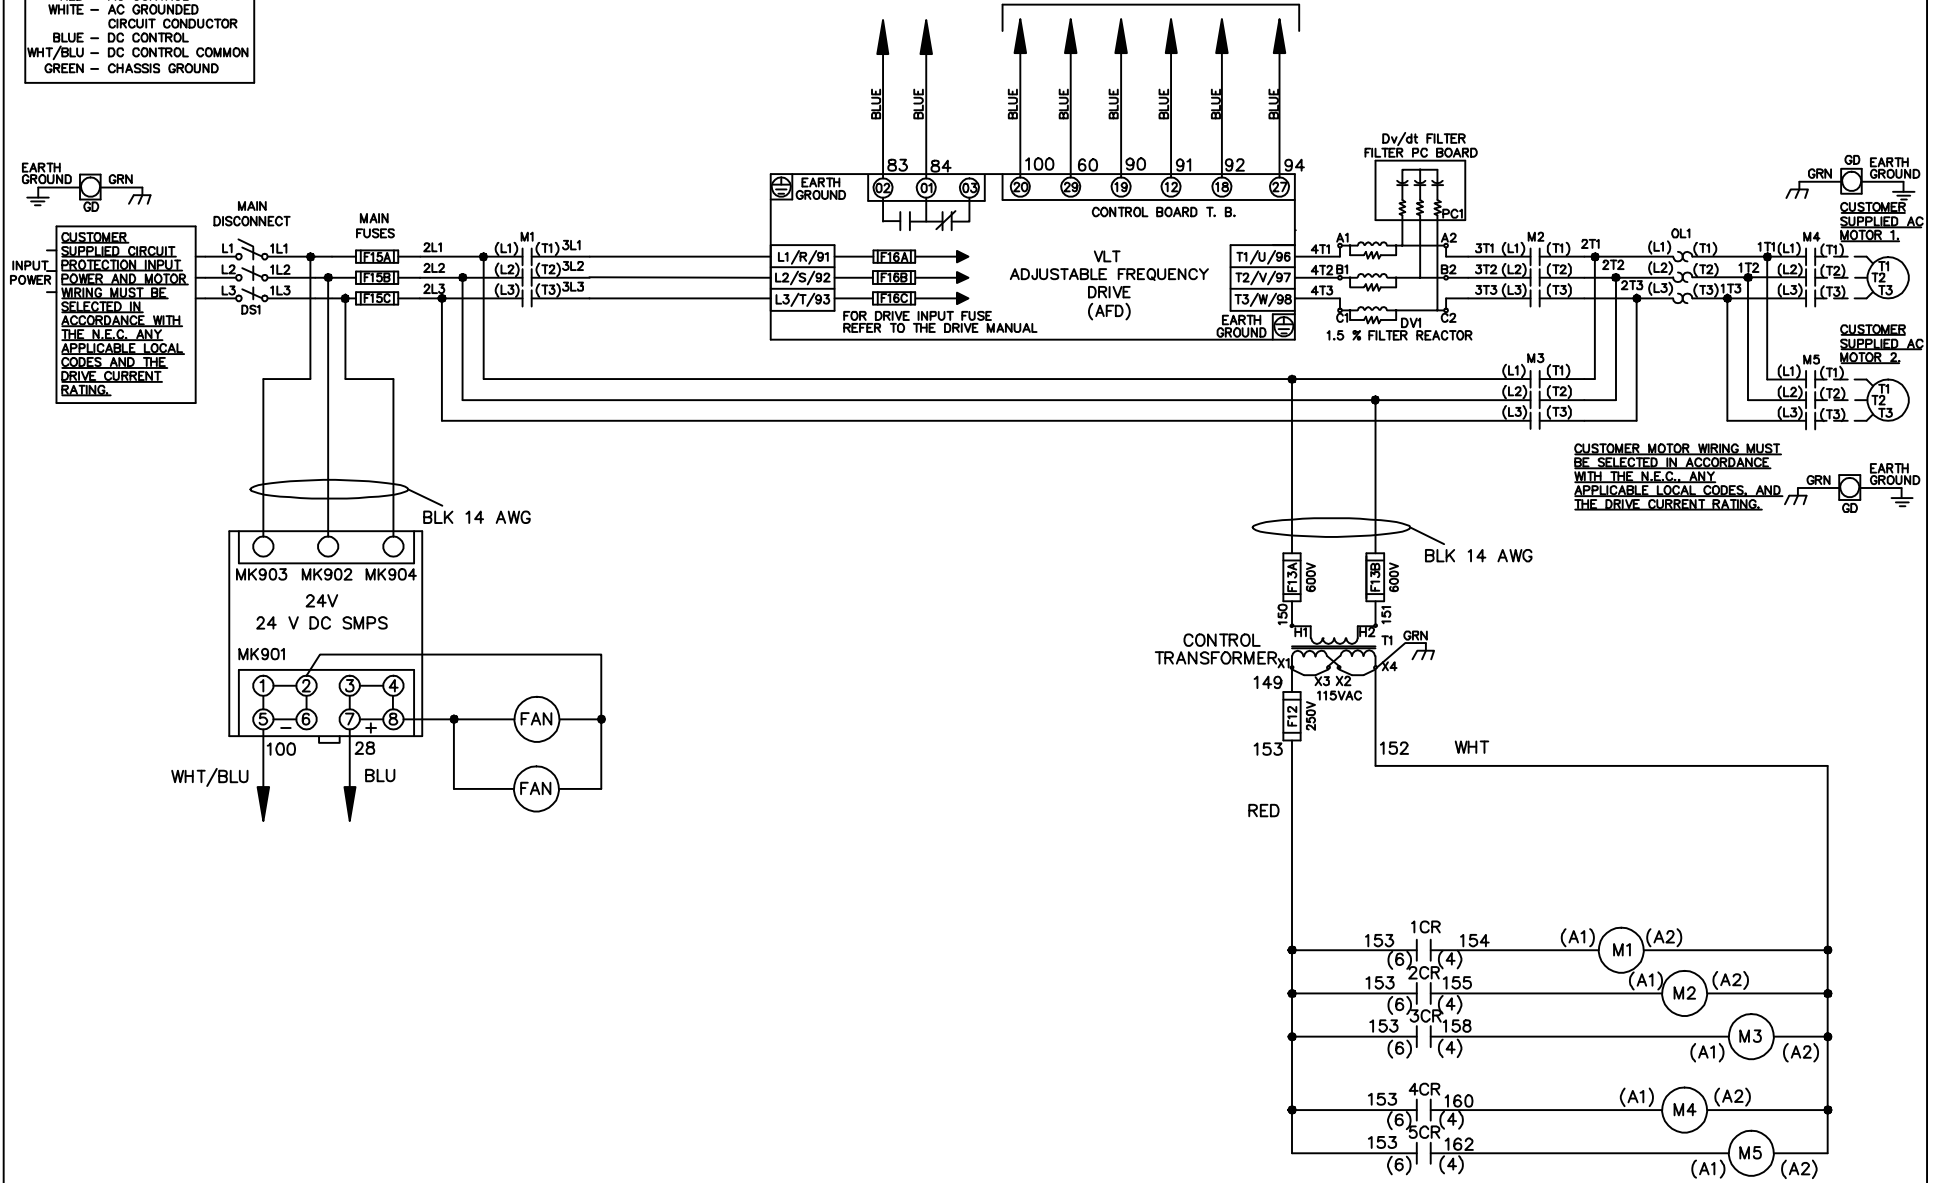 WHITE – AC GROUNDED
CIRCUIT CONDUCTOR
BLUE – DC CONTROL
WHT/BLU – DC CONTROL COMMON
GREEN – CHASSIS GROUND
BLUE BLUE BLUE BLUE BLUE BLUE BLUE BLUE
83 84 100 60 90 91 92 94
02 01 03 20 29 19 12 18 27
EARTH
GROUND
GRN
GD
EARTH
GROUND
CONTROL BOARD T. B.
Dv/dt FILTER
FILTER PC BOARD
PC1
GD
EARTH
GROUND
GRN
CUSTOMER
SUPPLIED AC
MOTOR 1.
MAIN
DISCONNECT
MAIN
FUSES
INPUT
POWER
CUSTOMER
SUPPLIED CIRCUIT
PROTECTION INPUT
POWER AND MOTOR
WIRING MUST BE
SELECTED IN
ACCORDANCE WITH
THE N.E.C. ANY
APPLICABLE LOCAL
CODES AND THE
DRIVE CURRENT
RATING.
L1 1L1 F15A 2L1 (L1) M1 (T1) 3L1
L2 1L2 F15B 2L2 (L2) (T2) 3L2
L3 1L3 F15C 2L3 (L3) (T3) 3L3
DS1
L1/R/91 F16A
L2/S/92 F16B
L3/T/93 F16C
FOR DRIVE INPUT FUSE
REFER TO THE DRIVE MANUAL
VLT
ADJUSTABLE FREQUENCY
DRIVE
(AFD)
T1/U/96 4T1 A1 A2 3T1 (L1) M2 (T1) 2T1 (L1) OL1 (T1) 1T1 (L1) M4 (T1)
T2/V/97 4T2 B1 B2 3T2 (L2) (T2) 2T2 (L2) (T2) 1T2 (L2) (T2)
T3/W/98 4T3 C1 C2 3T3 (L3) (T3) 2T3 (L3) (T3) 1T3 (L3) (T3)
T1
T2
T3
EARTH
GROUND
DV1
1.5 % FILTER REACTOR
CUSTOMER
SUPPLIED AC
MOTOR 2.
M3
(L1) (T1)
(L2) (T2)
(L3) (T3)
M5
(L1) (T1)
(L2) (T2)
(L3) (T3)
T1
T2
T3
CUSTOMER MOTOR WIRING MUST
BE SELECTED IN ACCORDANCE
WITH THE N.E.C., ANY
APPLICABLE LOCAL CODES, AND
THE DRIVE CURRENT RATING.
GRN
GD
EARTH
GROUND
BLK 14 AWG
MK903 MK902 MK904
24V
24 V DC SMPS
MK901
1 2 3 4
5 – 6 7 + 8
FAN
FAN
100 28
WHT/BLU BLU
BLK 14 AWG
F13A 600V F13B 600V
150 151
H1 H2 T1 GRN
CONTROL
TRANSFORMER
X1 X3 X2 X4
115VAC
149
F12 250V
153
152 WHT
RED
1CR
153 154 (A1) M1 (A2)
(6) (4)
2CR
153 155 (A1) M2 (A2)
(6) (4)
3CR
153 158 M3
(6) (4) (A1) (A2)
4CR
153 160 (A1) M4 (A2)
(6) (4)
5CR
153 162 M5
(6) (4) (A1) (A2)